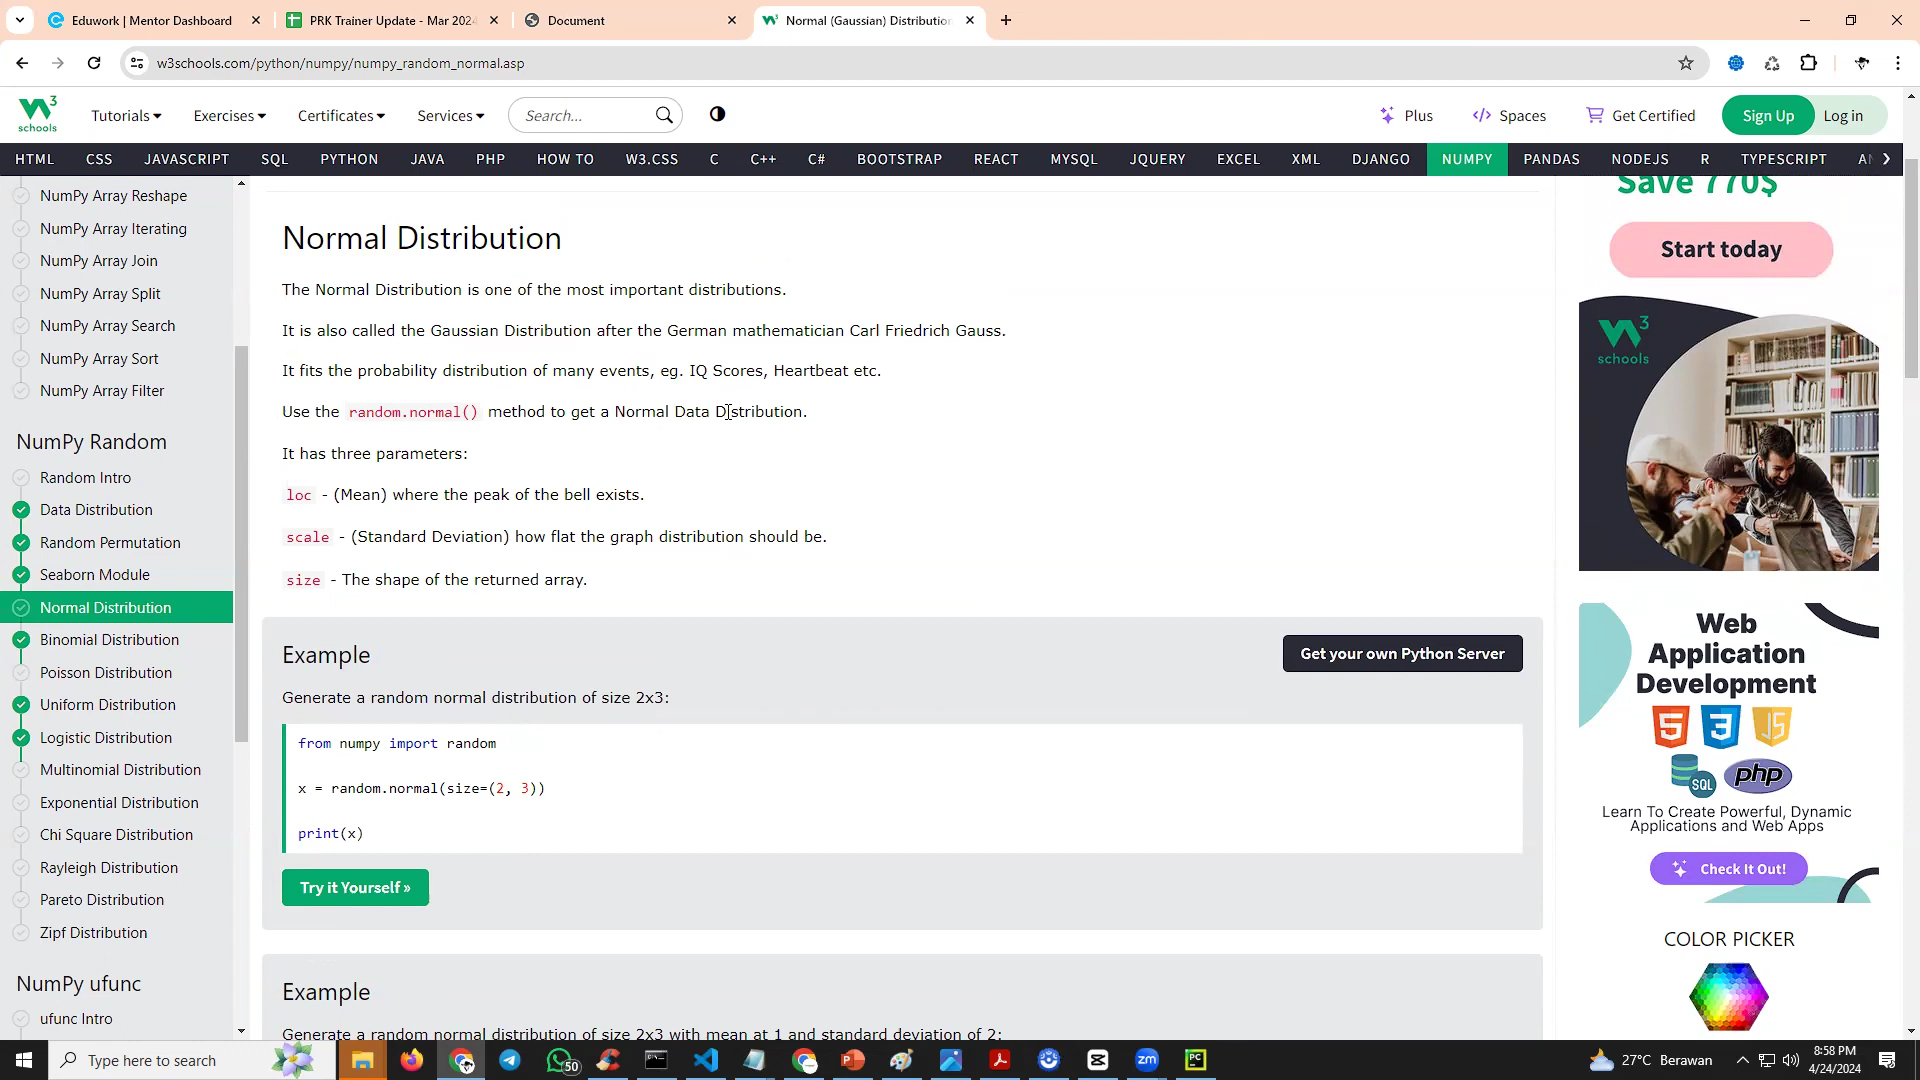 Eduwork | Mentor Dashboard
PRK Trainer Update - Mar 2024
Document
Normal (Gaussian) Distribution
w3schools.com/python/numpy/numpy_random_normal.asp
W3
schools
Tutorials
Exercises
Certificates
Services
Search...
Plus
Spaces
Get Certified
Sign Up
Log in
HTML CSS JAVASCRIPT SQL PYTHON JAVA PHP HOW TO W3.CSS C C++ C# BOOTSTRAP REACT MYSQL JQUERY EXCEL XML DJANGO NUMPY PANDAS NODEJS R TYPESCRIPT
NumPy Array Reshape
NumPy Array Iterating
NumPy Array Join
NumPy Array Split
NumPy Array Search
NumPy Array Sort
NumPy Array Filter
NumPy Random
Random Intro
Data Distribution
Random Permutation
Seaborn Module
Normal Distribution
Binomial Distribution
Poisson Distribution
Uniform Distribution
Logistic Distribution
Multinomial Distribution
Exponential Distribution
Chi Square Distribution
Rayleigh Distribution
Pareto Distribution
Zipf Distribution
NumPy ufunc
ufunc Intro
Normal Distribution
The Normal Distribution is one of the most important distributions.
It is also called the Gaussian Distribution after the German mathematician Carl Friedrich Gauss.
It fits the probability distribution of many events, eg. IQ Scores, Heartbeat etc.
Use the random.normal() method to get a Normal Data Distribution.
It has three parameters:
loc - (Mean) where the peak of the bell exists.
scale - (Standard Deviation) how flat the graph distribution should be.
size - The shape of the returned array.
Example
Get your own Python Server
Generate a random normal distribution of size 2x3:
from numpy import random
x = random.normal(size=(2, 3))
print(x)
Try it Yourself »
Example
Generate a random normal distribution of size 2x3 with mean at 1 and standard deviation of 2:
Save 770$
Start today
W3
schools
Web
Application
Development
5 3 JS
SQL php
Learn To Create Powerful, Dynamic
Applications and Web Apps
Check It Out!
COLOR PICKER
Type here to search
50
zm
PC
27°C Berawan
8:58 PM
4/24/2024